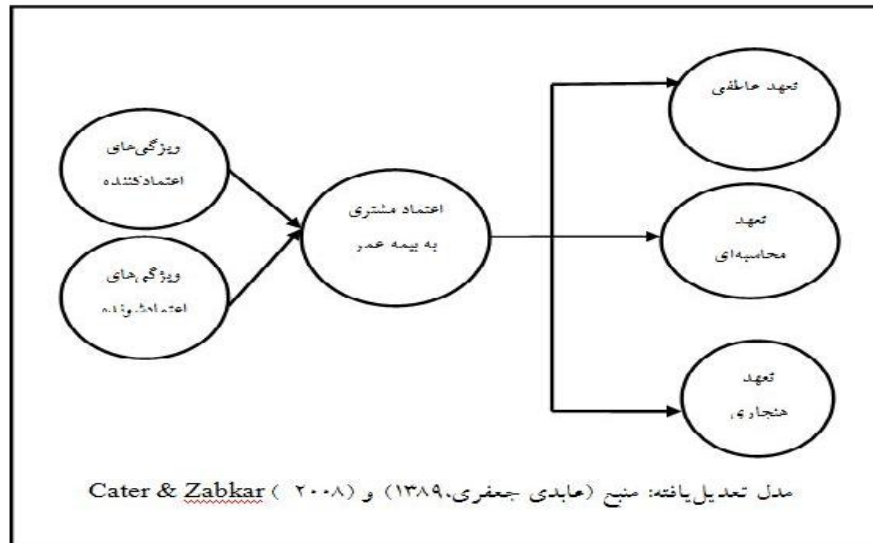 تعهد عاطفی
ویژگی‌های
اعتمادکننده
اعتماد مشتری
به بیمه عمر
تعهد
محاسبه‌ای
ویژگی‌های
اعتمادشونده
تعهد
هنجاری
مدل تعدیل‌یافته: منبع (عابدی جعفری،۱۳۸۹) و (۲۰۰۸ ) Cater & Zabkar